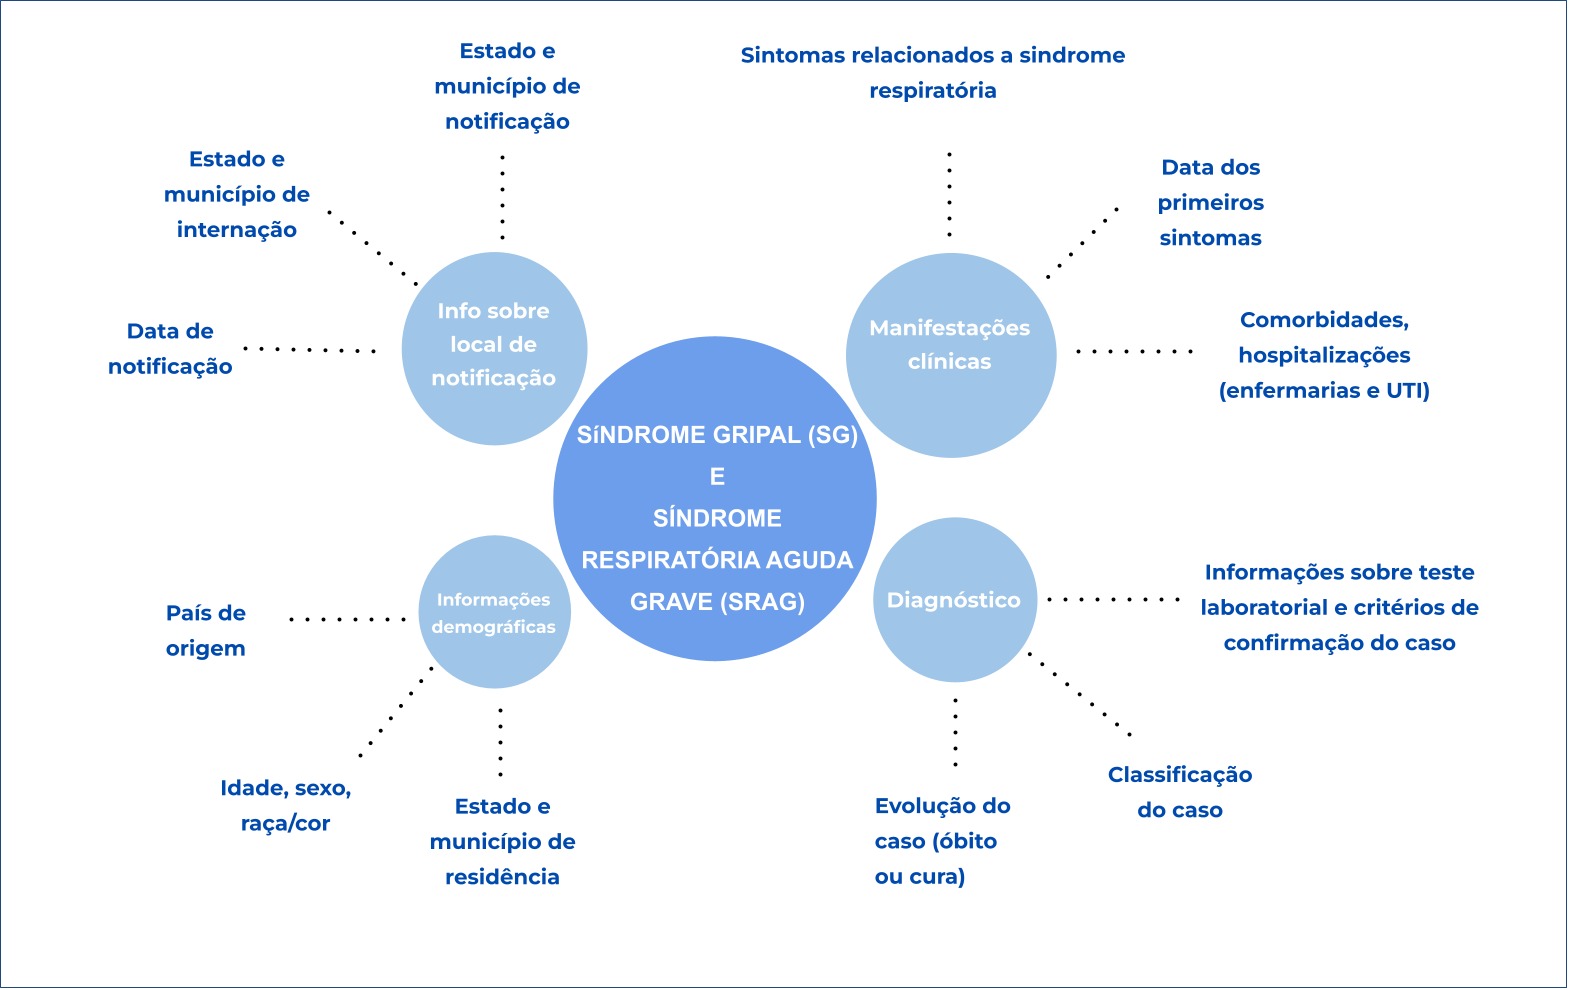 Estado e
município de
notificação
Sintomas relacionados a sindrome
respiratória
Estado e
município de
internação
Data dos
primeiros
sintomas
Data de
notificação
Info sobre
local de
notificação
Manifestações
clínicas
Comorbidades,
hospitalizações
(enfermarias e UTI)
SíNDROME GRIPAL (SG)
E
SÍNDROME
RESPIRATÓRIA AGUDA
GRAVE (SRAG)
País de
origem
Informações
demográficas
Diagnóstico
Informações sobre teste
laboratorial e critérios de
confirmação do caso
Idade, sexo,
raça/cor
Estado e
município de
residência
Evolução do
caso (óbito
ou cura)
Classificação
do caso